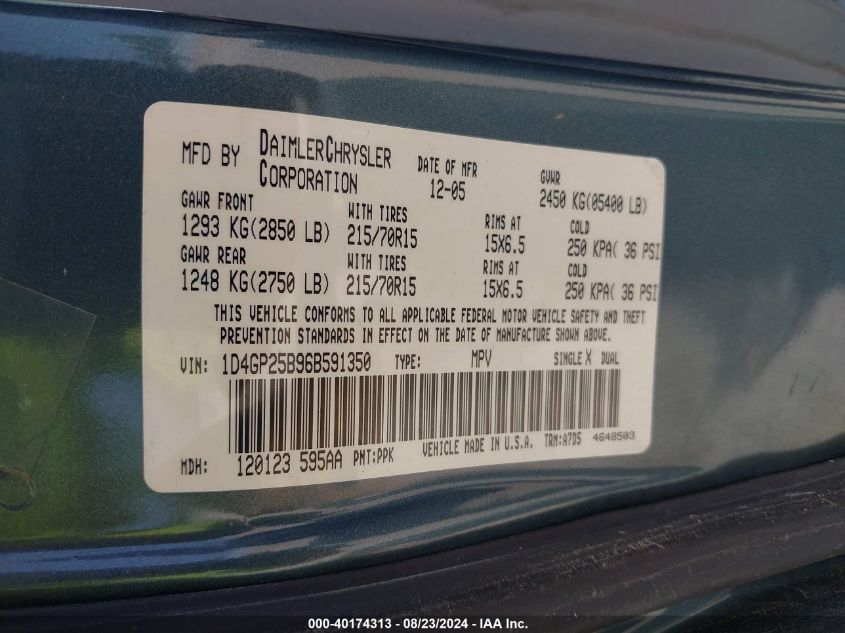 MFD BY DAIMLERCHRYSLER CORPORATION DATE OF MFR 12-05 GVWR 2450 KG(05400 LB)
GAWR FRONT WITH TIRES RIMS AT COLD
1293 KG(2850 LB) 215/70R15 15X6.5 250 KPA( 36 PSI
GAWR REAR WITH TIRES RIMS AT COLD
1248 KG(2750 LB) 215/70R15 15X6.5 250 KPA( 36 PSI
THIS VEHICLE CONFORMS TO ALL APPLICABLE FEDERAL MOTOR VEHICLE SAFETY AND THEFT
PREVENTION STANDARDS IN EFFECT ON THE DATE OF MANUFACTURE SHOWN ABOVE.
VIN: 1D4GP25B96B591350 TYPE: MPV SINGLE X DUAL
MDH: 120123 595AA PNT:PPK VEHICLE MADE IN U.S.A. TRM:A7D5 4648503
000-40174313 - 08/23/2024 - IAA Inc.